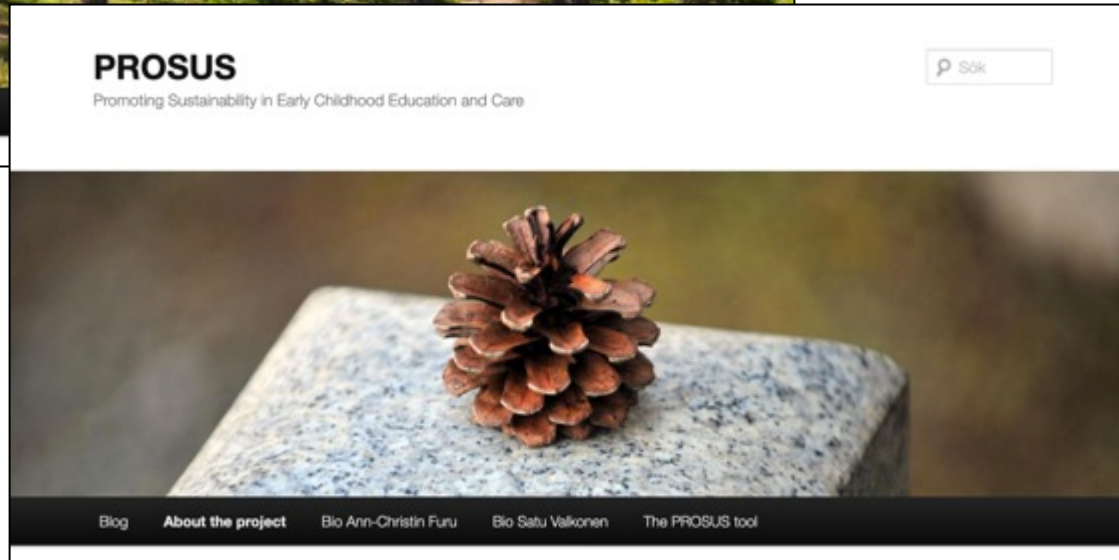 PROSUS
Sök
Promoting Sustainability in Early Childhood Education and Care
Blog About the project Bio Ann-Christin Furu Bio Satu Valkonen The PROSUS tool